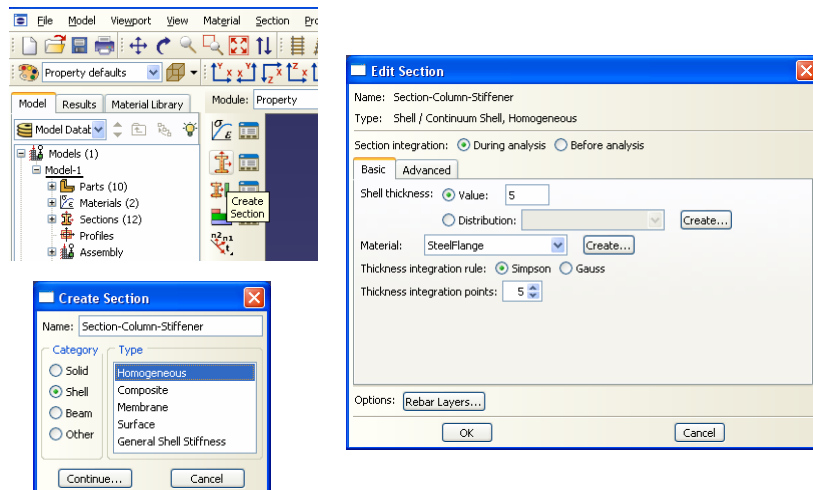 File Model Viewport View Material Section
Property defaults
Model Results Material Library
Module: Property
Model Datab
Models (1)
Model-1
Parts (10)
Materials (2)
Sections (12)
Profiles
Assembly
Create
Section
Create Section
Name: Section-Column-Stiffener
Category Type
Solid
Shell
Beam
Other
Homogeneous
Composite
Membrane
Surface
General Shell Stiffness
Continue... Cancel
Edit Section
Name: Section-Column-Stiffener
Type: Shell / Continuum Shell, Homogeneous
Section integration: During analysis Before analysis
Basic Advanced
Shell thickness: Value: 5
Distribution: Create...
Material: SteelFlange Create...
Thickness integration rule: Simpson Gauss
Thickness integration points: 5
Options: Rebar Layers...
OK Cancel